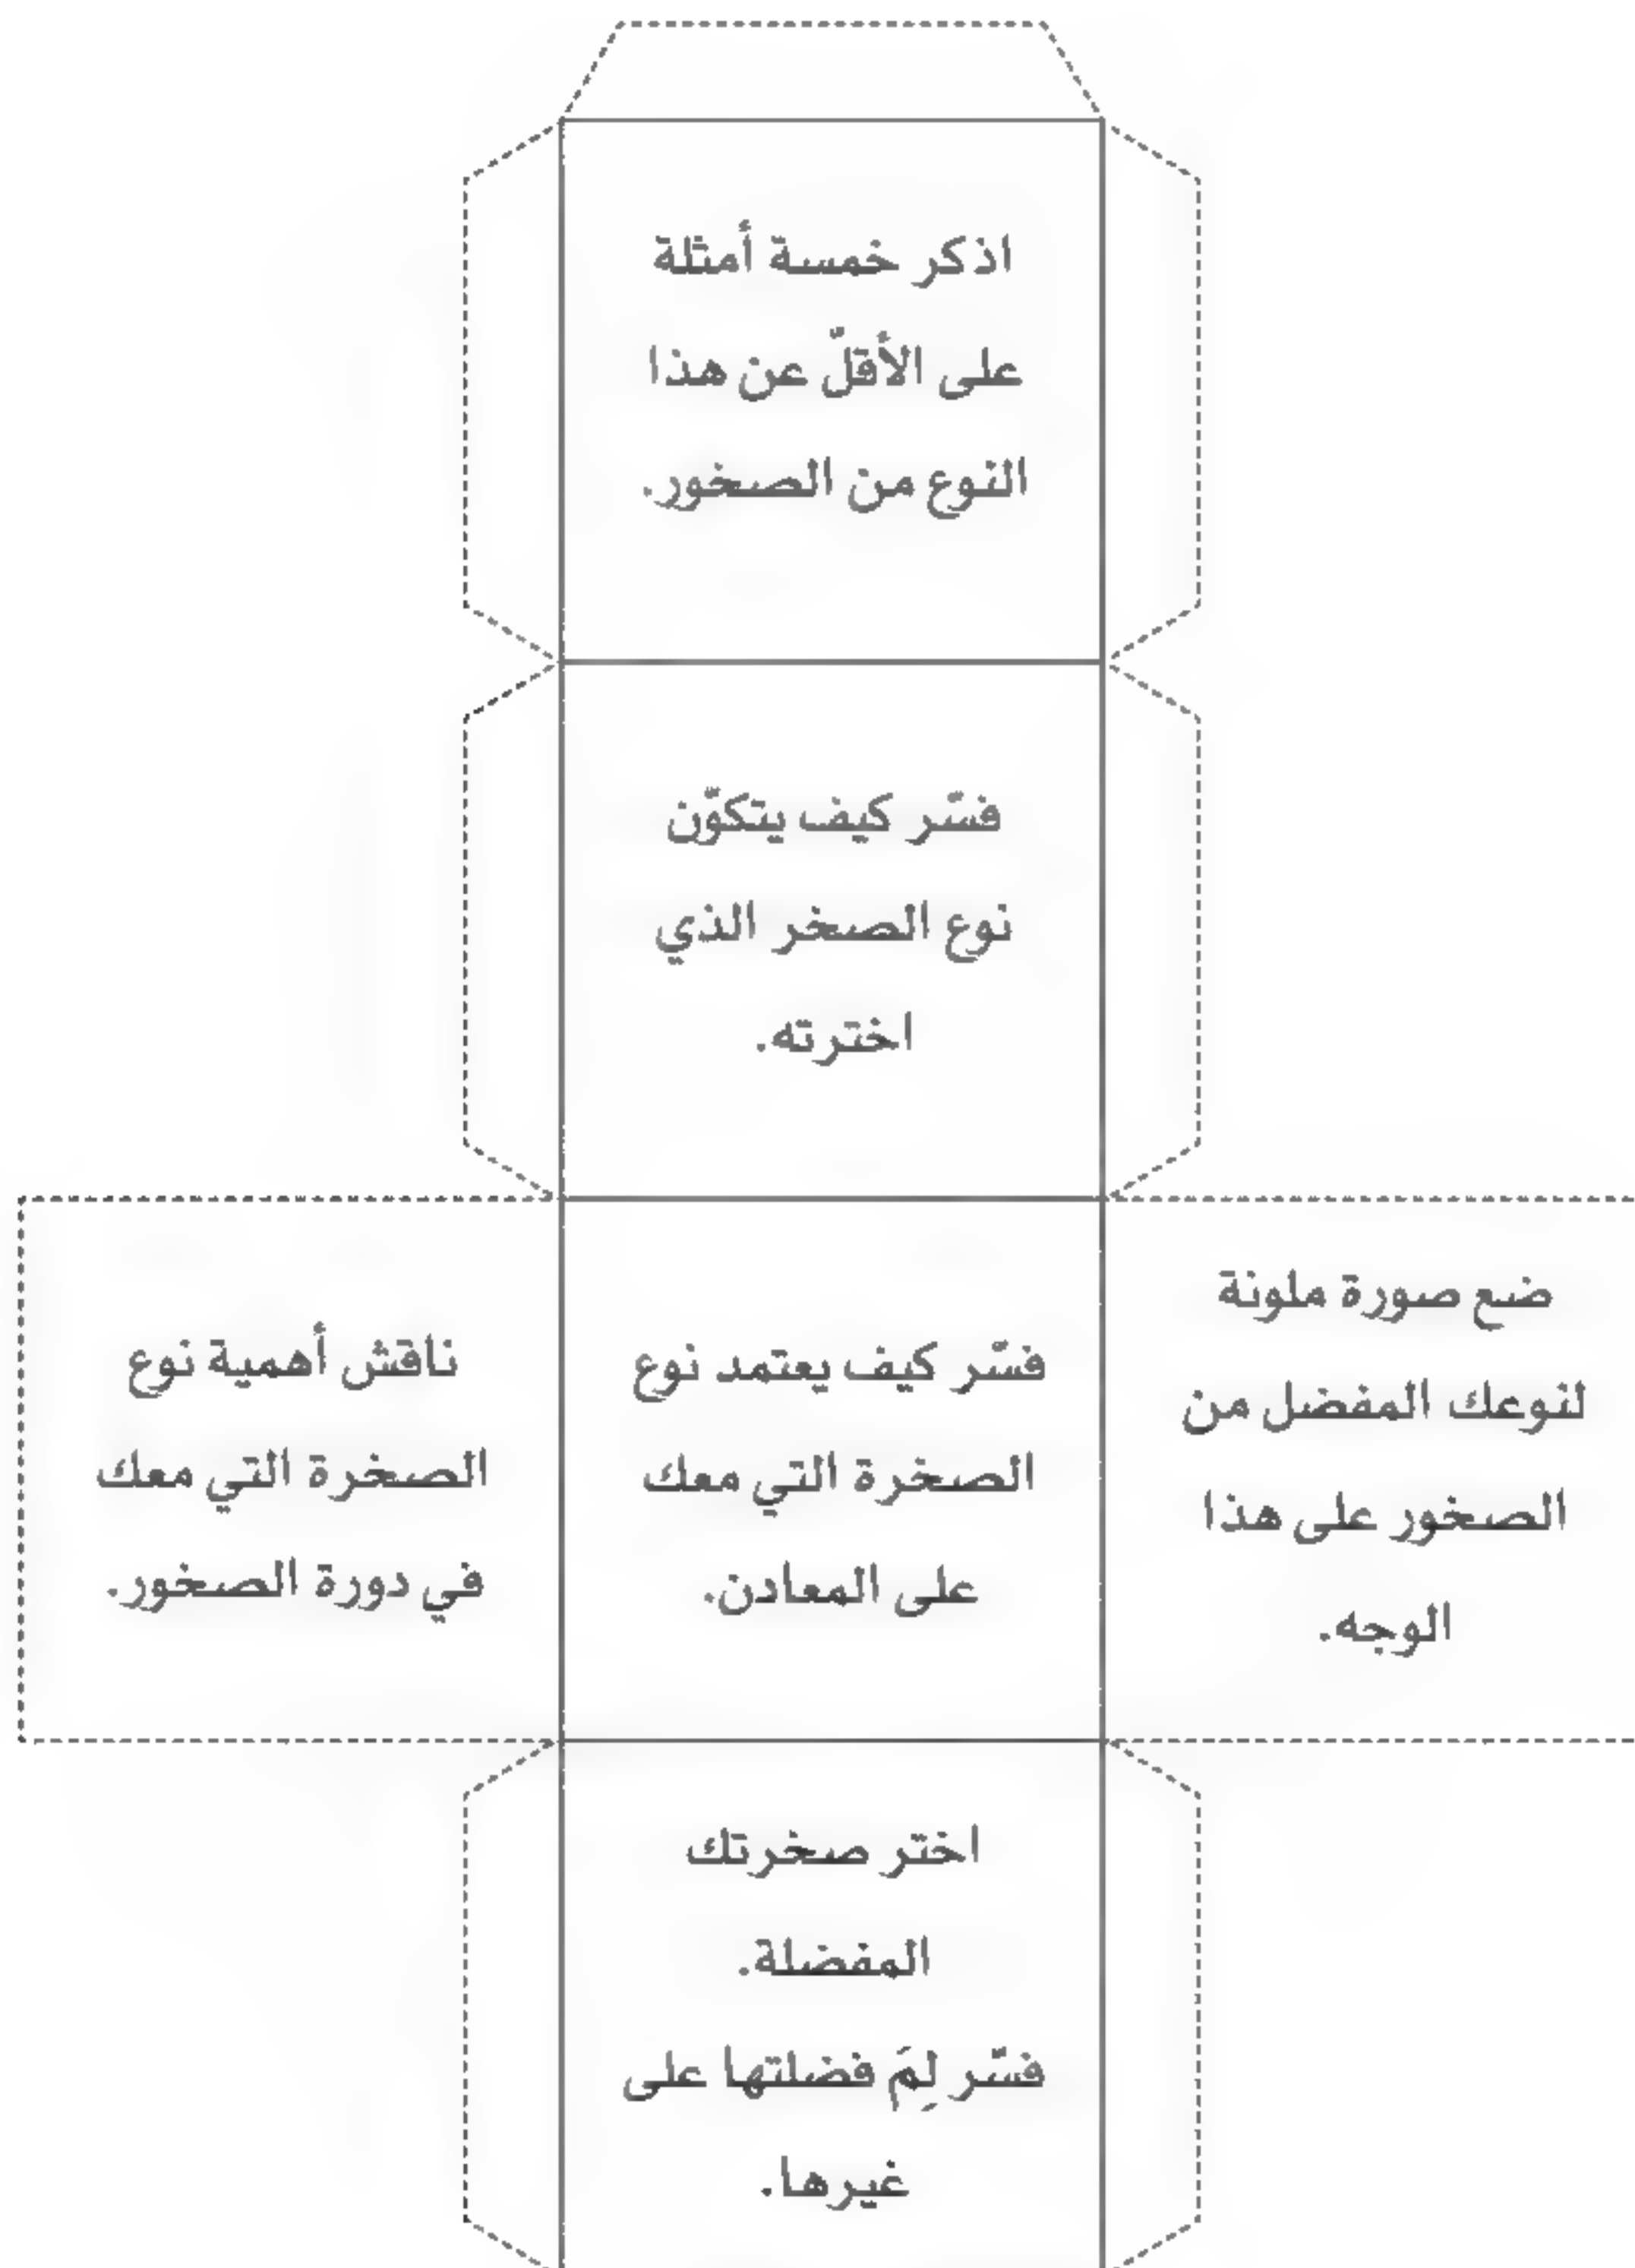 اذكر خمسة أمثلة
على الأقلّ عن هذا
النوع من الصخور.
فسّر كيف يتكوّن
نوع الصخر الذي
اخترته.
ضع صورة ملونة
لنوعك المفضل من
الصخور على هذا
الوجه.
فسّر كيف يعتمد نوع
الصخرة التي معك
على المعادن.
ناقش أهمية نوع
الصخرة التي معك
في دورة الصخور.
اختر صخرتك
المفضلة.
فسّر لِمَ فضلتها على
غيرها.